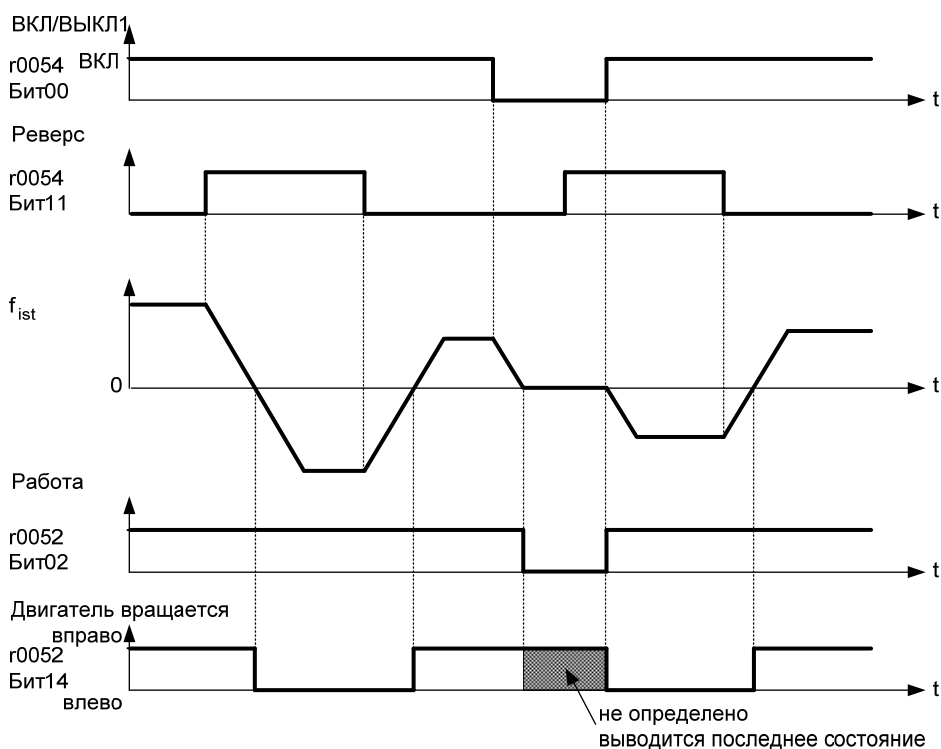 ВКЛ/ВЫКЛ1
r0054 ВКЛ
Бит00
t
Реверс
r0054
Бит11
t
f ist
0
t
Работа
r0052
Бит02
t
Двигатель вращается
вправо
r0052
Бит14
t
влево
не определено
выводится последнее состояние